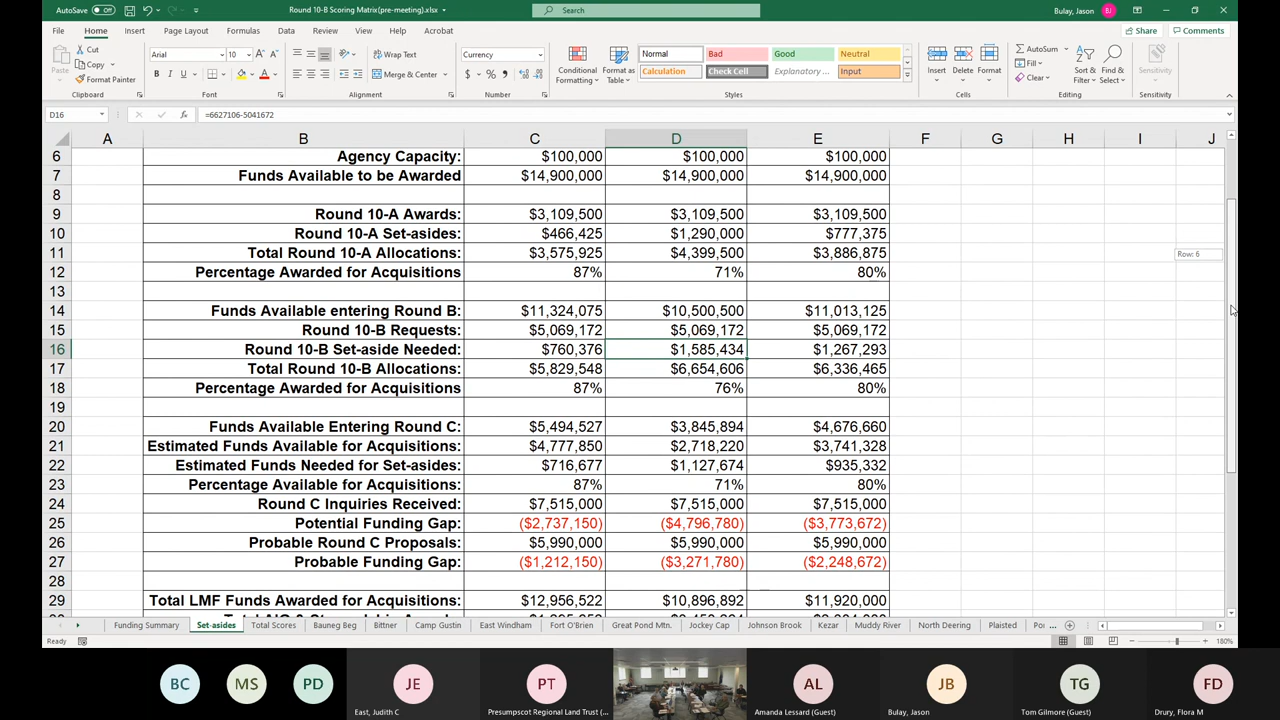 AutoSave Off Round 10-B Scoring Matrix(pre-meeting).xlsx Search Bulay, Jason BJ
File Home Insert Page Layout Formulas Data Review View Help Acrobat Share Comments
Paste Cut Copy Format Painter Arial 10 Wrap Text Merge & Center Currency Conditional Formatting Format as Table Normal Bad Good Neutral Calculation Check Cell Explanatory ... Input Insert Delete Format AutoSum Fill Clear Sort & Filter Find & Select Sensitivity
Clipboard Font Alignment Number Styles Cells Editing Sensitivity
D16 =6627106-5041672
A B C D E F G H I J
6 Agency Capacity: $100,000 $100,000 $100,000
7 Funds Available to be Awarded $14,900,000 $14,900,000 $14,900,000
8
9 Round 10-A Awards: $3,109,500 $3,109,500 $3,109,500
10 Round 10-A Set-asides: $466,425 $1,290,000 $777,375
11 Total Round 10-A Allocations: $3,575,925 $4,399,500 $3,886,875 Row: 6
12 Percentage Awarded for Acquisitions 87% 71% 80%
13
14 Funds Available entering Round B: $11,324,075 $10,500,500 $11,013,125
15 Round 10-B Requests: $5,069,172 $5,069,172 $5,069,172
16 Round 10-B Set-aside Needed: $760,376 $1,585,434 $1,267,293
17 Total Round 10-B Allocations: $5,829,548 $6,654,606 $6,336,465
18 Percentage Awarded for Acquisitions 87% 76% 80%
19
20 Funds Available Entering Round C: $5,494,527 $3,845,894 $4,676,660
21 Estimated Funds Available for Acquisitions: $4,777,850 $2,718,220 $3,741,328
22 Estimated Funds Needed for Set-asides: $716,677 $1,127,674 $935,332
23 Percentage Available for Acquisitions: 87% 71% 80%
24 Round C Inquiries Received: $7,515,000 $7,515,000 $7,515,000
25 Potential Funding Gap: ($2,737,150) ($4,796,780) ($3,773,672)
26 Probable Round C Proposals: $5,990,000 $5,990,000 $5,990,000
27 Probable Funding Gap: ($1,212,150) ($3,271,780) ($2,248,672)
28
29 Total LMF Funds Awarded for Acquisitions: $12,956,522 $10,896,892 $11,920,000
Funding Summary Set-asides Total Scores Bauneg Beg Bittner Camp Gustin East Windham Fort O'Brien Great Pond Mtn. Jockey Cap Johnson Brook Kezar Muddy River North Deering Plaisted
Ready 180%
BC MS PD JE PT AL JB TG FD
East, Judith C Presumpscot Regional Land Trust (... Amanda Lessard (Guest) Bulay, Jason Tom Gilmore (Guest) Drury, Flora M